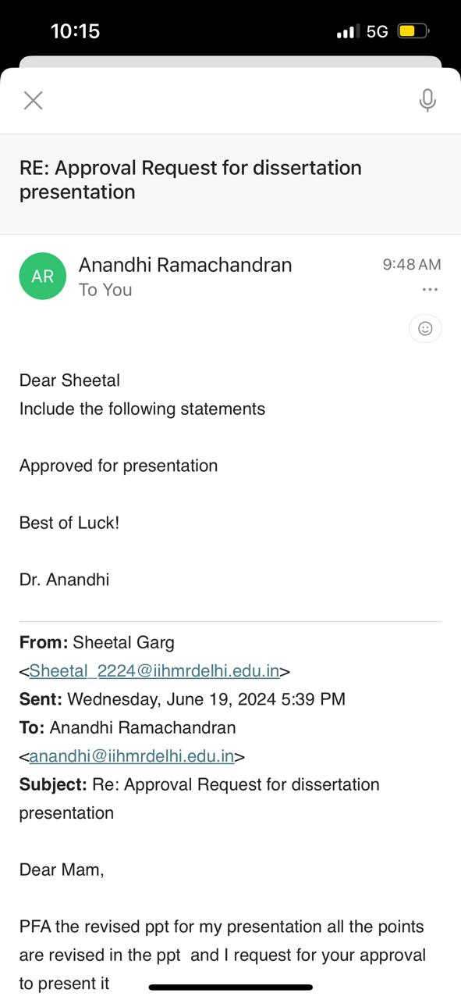 10:15
5G
RE: Approval Request for dissertation
presentation
AR
Anandhi Ramachandran
9:48 AM
To You
Dear Sheetal
Include the following statements
Approved for presentation
Best of Luck!
Dr. Anandhi
From: Sheetal Garg
<Sheetal_2224@iihmrdelhi.edu.in>
Sent: Wednesday, June 19, 2024 5:39 PM
To: Anandhi Ramachandran
<anandhi@iihmrdelhi.edu.in>
Subject: Re: Approval Request for dissertation
presentation
Dear Mam,
PFA the revised ppt for my presentation all the points
are revised in the ppt  and I request for your approval
to present it